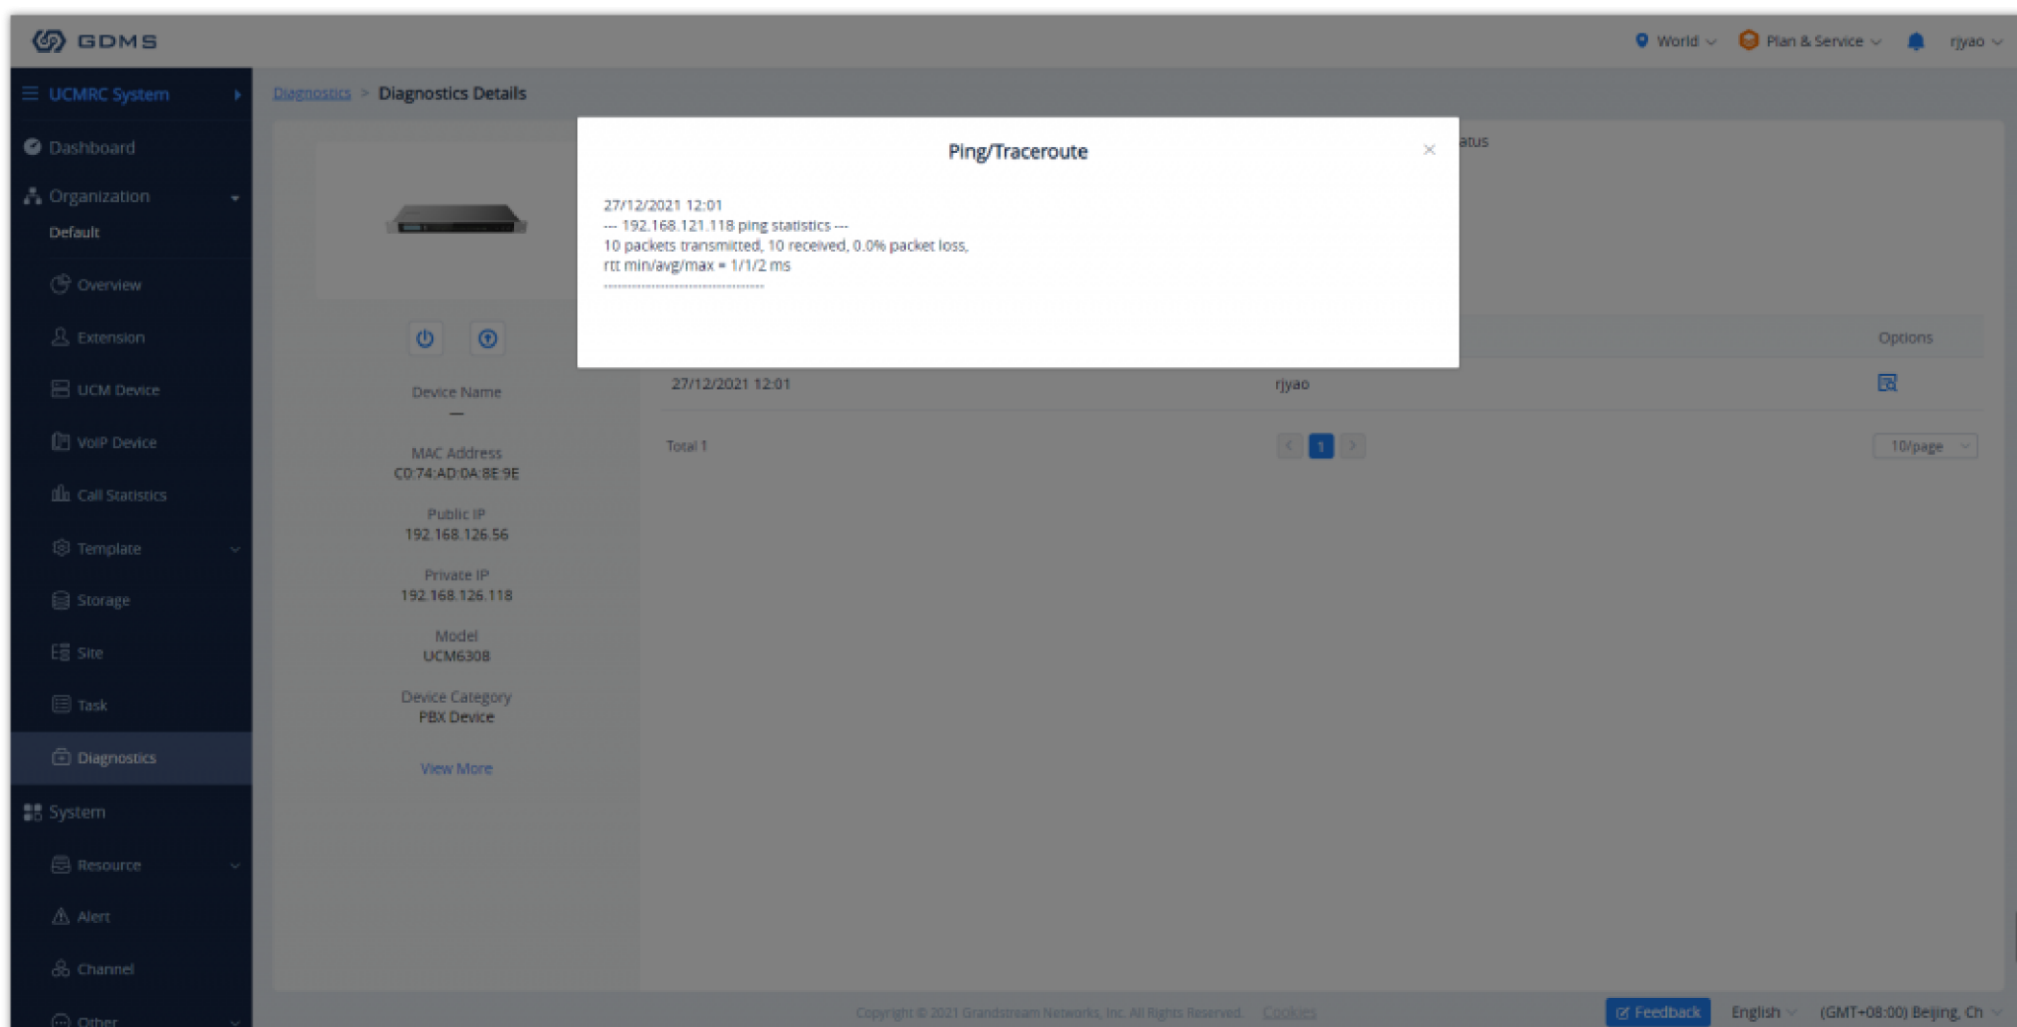 GDMS
World
Plan & Service
rjyao
UCMRC System
Diagnostics > Diagnostics Details
Dashboard
Organization
Default
Overview
Extension
UCM Device
VoIP Device
Call Statistics
Template
Storage
Site
Task
Diagnostics
System
Resource
Alert
Channel
Other
Device Name
—
MAC Address
C0:74:AD:0A:8E:9E
Public IP
192.168.126.56
Private IP
192.168.126.118
Model
UCM6308
Device Category
PBX Device
View More
Ping/Traceroute
27/12/2021 12:01
--- 192.168.121.118 ping statistics ---
10 packets transmitted, 10 received, 0.0% packet loss,
rtt min/avg/max = 1/1/2 ms
----------------------------------------
atus
Options
27/12/2021 12:01 rjyao
Total 1
< 1 >
10/page
Copyright © 2021 Grandstream Networks, Inc. All Rights Reserved. Cookies
Feedback
English
(GMT+08:00) Beijing, Ch